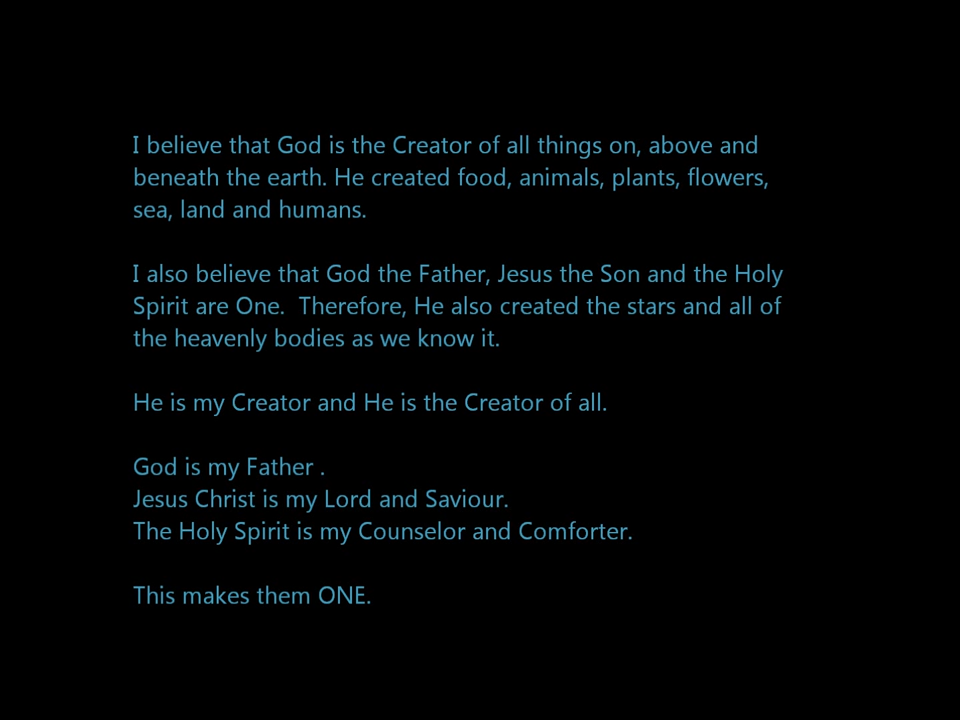 I believe that God is the Creator of all things on, above and
beneath the earth. He created food, animals, plants, flowers,
sea, land and humans.
I also believe that God the Father, Jesus the Son and the Holy
Spirit are One.  Therefore, He also created the stars and all of
the heavenly bodies as we know it.
He is my Creator and He is the Creator of all.
God is my Father .
Jesus Christ is my Lord and Saviour.
The Holy Spirit is my Counselor and Comforter.
This makes them ONE.